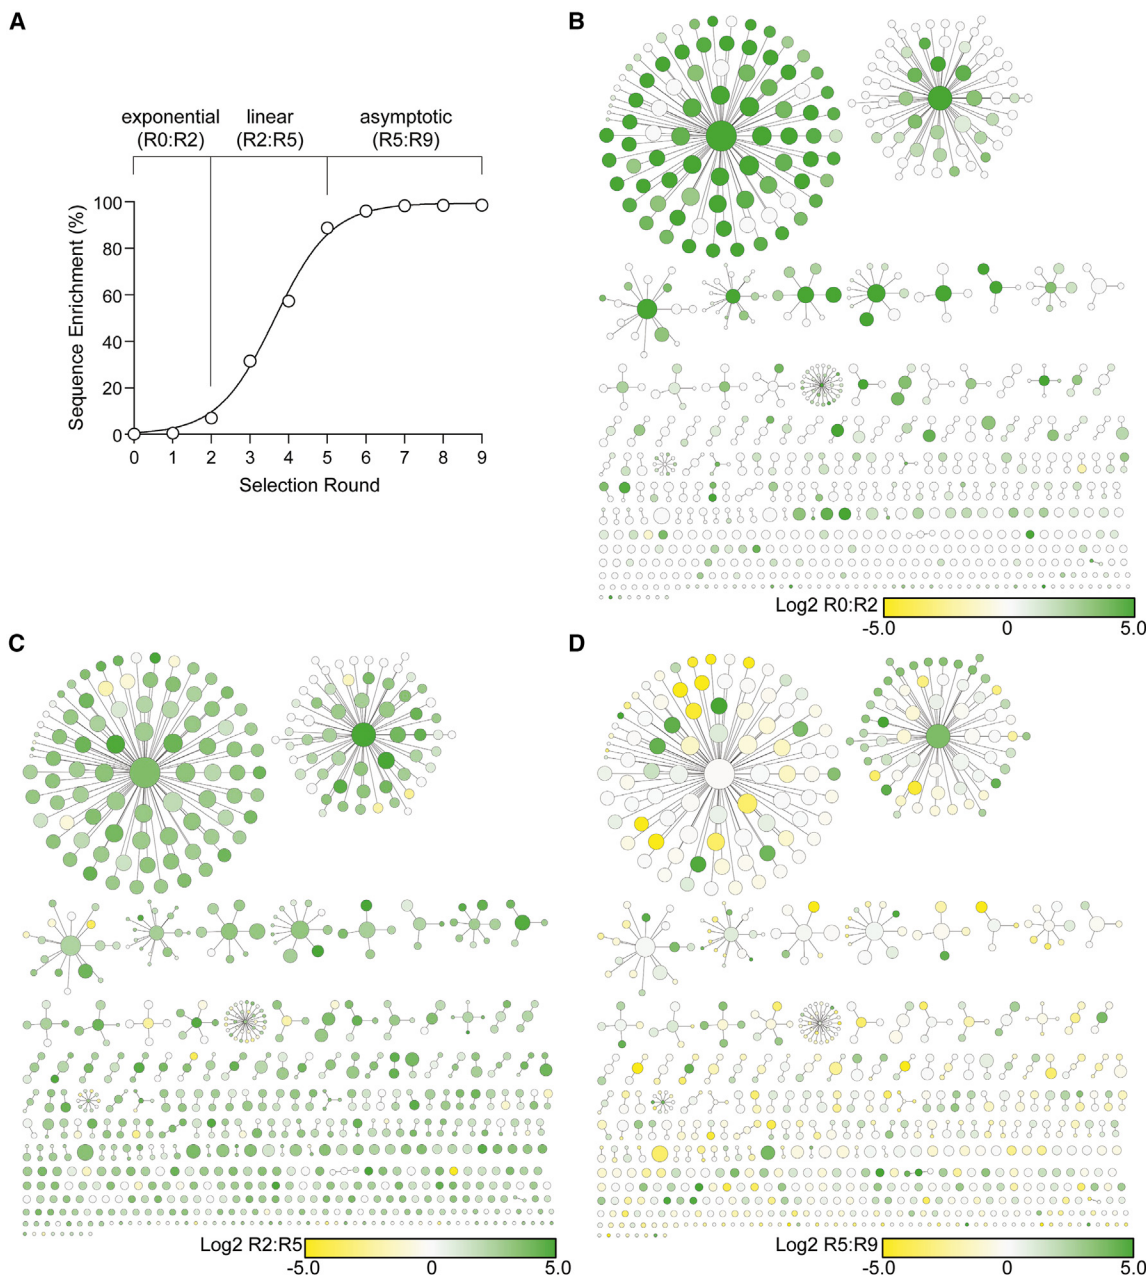 A
exponential
(R0:R2)
linear
(R2:R5)
asymptotic
(R5:R9)
Sequence Enrichment (%)
100
80
60
40
20
0
0 1 2 3 4 5 6 7 8 9
Selection Round
B
Log2 R0:R2
-5.0 0 5.0
C
Log2 R2:R5
-5.0 0 5.0
D
Log2 R5:R9
-5.0 0 5.0